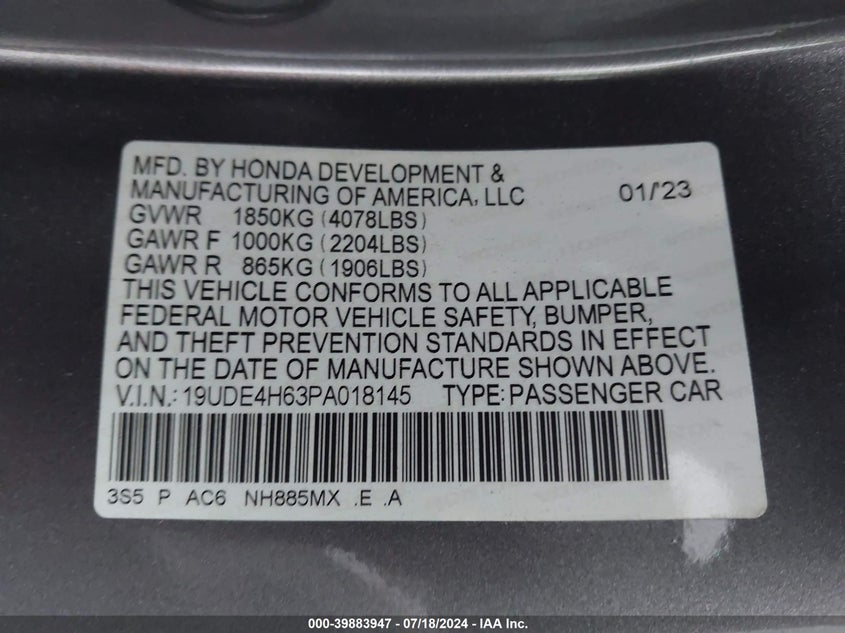 MFD. BY HONDA DEVELOPMENT &
MANUFACTURING OF AMERICA, LLC 01/'23
GVWR 1850KG (4078LBS)
GAWR F 1000KG (2204LBS)
GAWR R 865KG (1906LBS)
THIS VEHICLE CONFORMS TO ALL APPLICABLE
FEDERAL MOTOR VEHICLE SAFETY, BUMPER,
AND THEFT PREVENTION STANDARDS IN EFFECT
ON THE DATE OF MANUFACTURE SHOWN ABOVE.
V.I.N.: 19UDE4H63PA018145 TYPE: PASSENGER CAR
3S5 P AC6 NH885MX .E .A
000-39883947 - 07/18/2024 - IAA Inc.